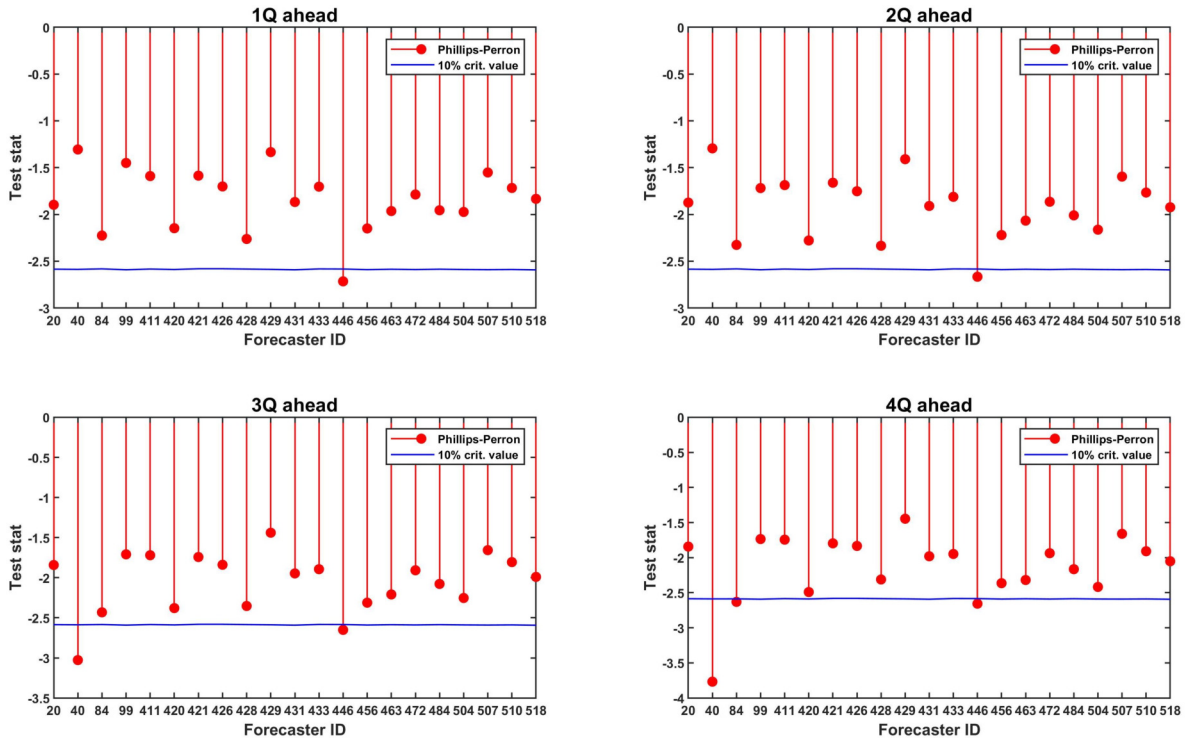 1Q ahead
0
-0.5
-1
-1.5
-2
-2.5
-3
Test stat
Phillips-Perron
10% crit. value
20 40 84 99 411 420 421 426 428 429 431 433 446 456 463 472 484 504 507 510 518
Forecaster ID
2Q ahead
0
-0.5
-1
-1.5
-2
-2.5
-3
Test stat
Phillips-Perron
10% crit. value
20 40 84 99 411 420 421 426 428 429 431 433 446 456 463 472 484 504 507 510 518
Forecaster ID
3Q ahead
0
-0.5
-1
-1.5
-2
-2.5
-3
-3.5
Test stat
Phillips-Perron
10% crit. value
20 40 84 99 411 420 421 426 428 429 431 433 446 456 463 472 484 504 507 510 518
Forecaster ID
4Q ahead
0
-0.5
-1
-1.5
-2
-2.5
-3
-3.5
-4
Test stat
Phillips-Perron
10% crit. value
20 40 84 99 411 420 421 426 428 429 431 433 446 456 463 472 484 504 507 510 518
Forecaster ID